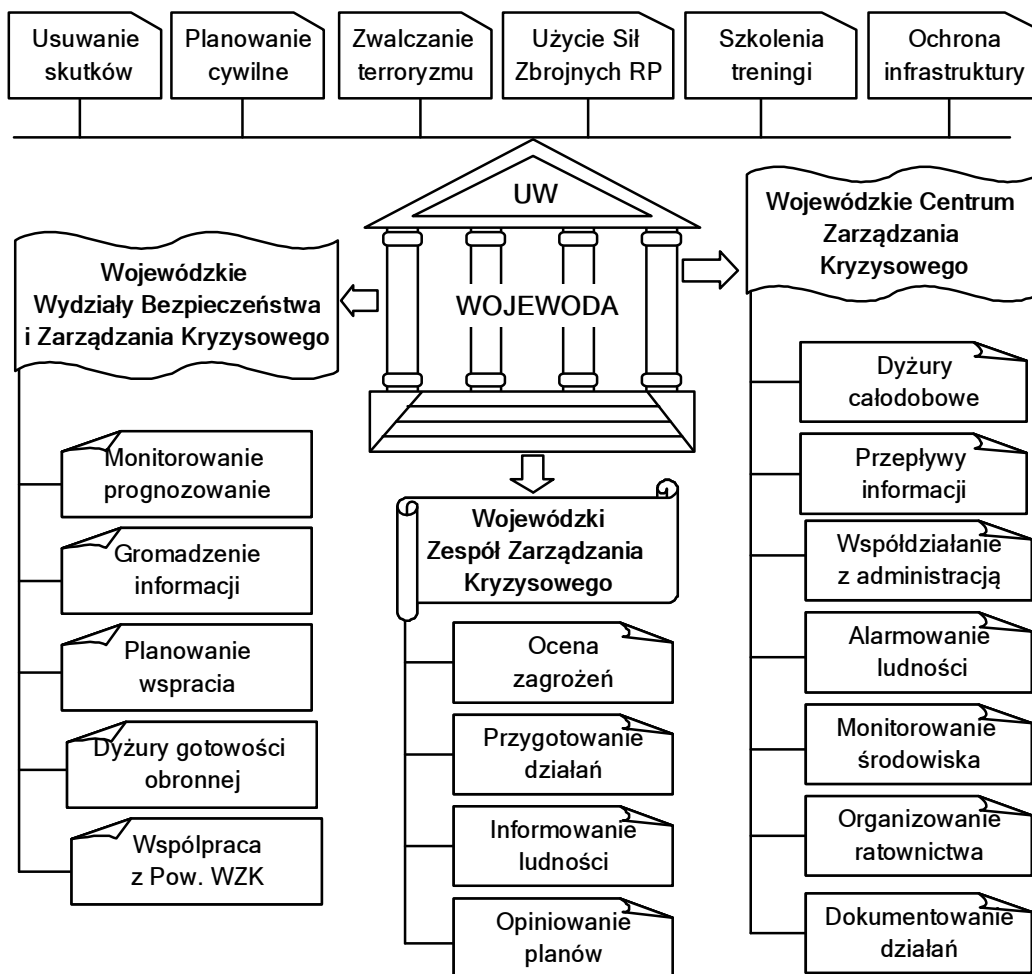 Usuwanie
skutków
Planowanie
cywilne
Zwalczanie
terroryzmu
Użycie Sił
Zbrojnych RP
Szkolenia
treningi
Ochrona
infrastruktury
UW
WOJEWODA
Wojewódzkie
Wydziały Bezpieczeństwa
i Zarządzania Kryzysowego
Monitorowanie
prognozowanie
Gromadzenie
informacji
Planowanie
wspracia
Dyżury gotowości
obronnej
Współpraca
z Pow. WZK
Wojewódzki
Zespół Zarządzania
Kryzysowego
Ocena
zagrożeń
Przygotowanie
działań
Informowanie
ludności
Opiniowanie
planów
Wojewódzkie Centrum
Zarządzania
Kryzysowego
Dyżury
całodobowe
Przepływy
informacji
Współdziałanie
z administracją
Alarmowanie
ludności
Monitorowanie
środowiska
Organizowanie
ratownictwa
Dokumentowanie
działań